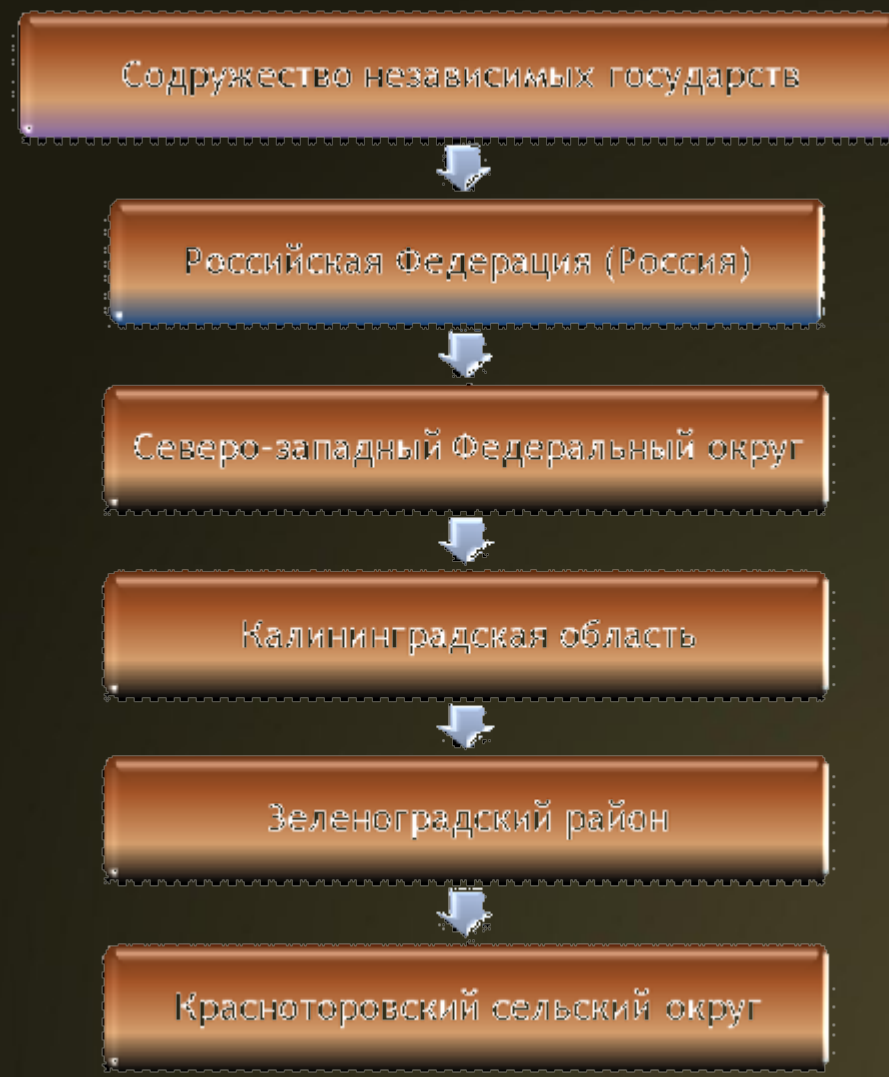 Содружество независимых государств
Российская Федерация (Россия)
Северо-западный Федеральный округ
Калининградская область
Зеленоградский район
Красноторовский сельский округ